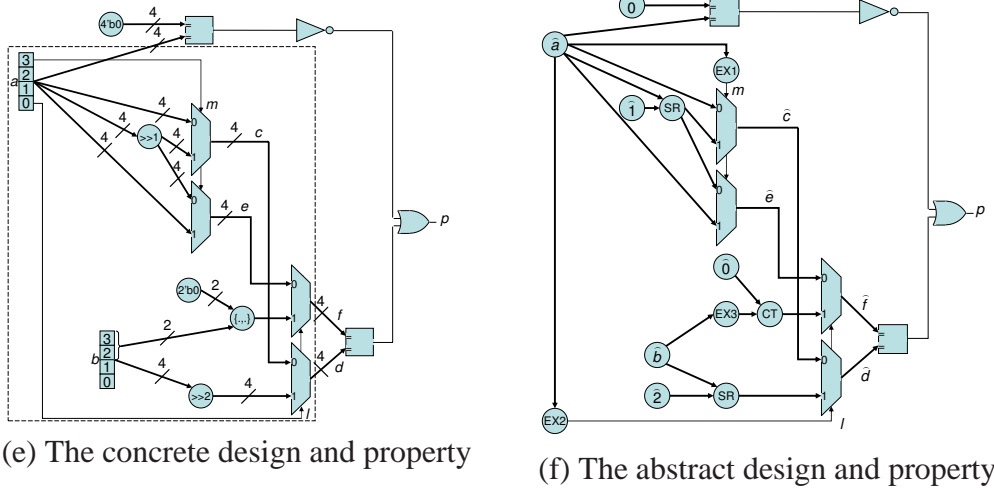 4'b0
4
4
a
3
2
1
0
m
4
4
4
4
4
>>1
0
1
4
c
0
1
4
e
2'b0
2
{.,.}
2
b
3
2
1
0
4
>>2
4
0
1
4
f
0
1
4
d
l
=
=
=
=
p
(e) The concrete design and property
0
=
=
â
EX1
m
1̂
SR
0
1
ĉ
0
1
ê
0̂
EX3
CT
b̂
2̂
SR
0
1
f̂
0
1
d̂
=
=
EX2
l
p
(f) The abstract design and property